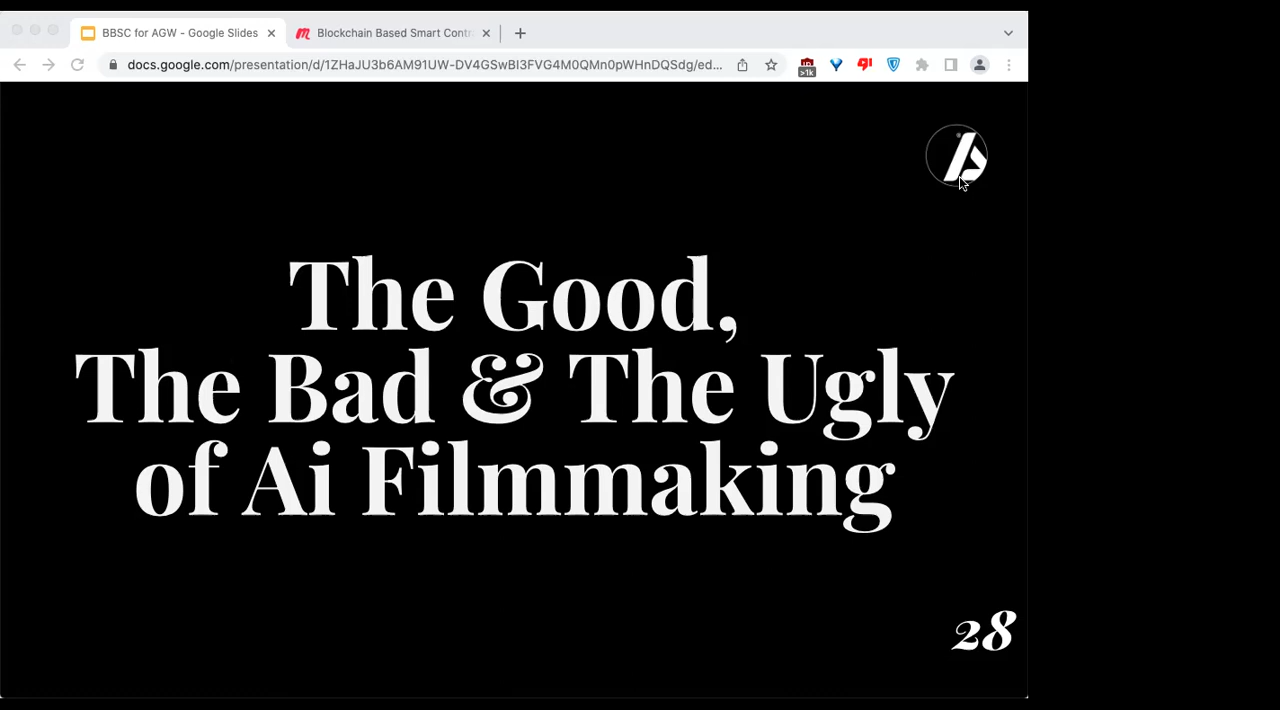 BBSC for AGW - Google Slides
Blockchain Based Smart Contr
docs.google.com/presentation/d/1ZHaJU3b6AM91UW-DV4GSwBI3FVG4M0QMn0pWHnDQSdg/ed...
>1k
The Good,
The Bad & The Ugly
of Ai Filmmaking
28